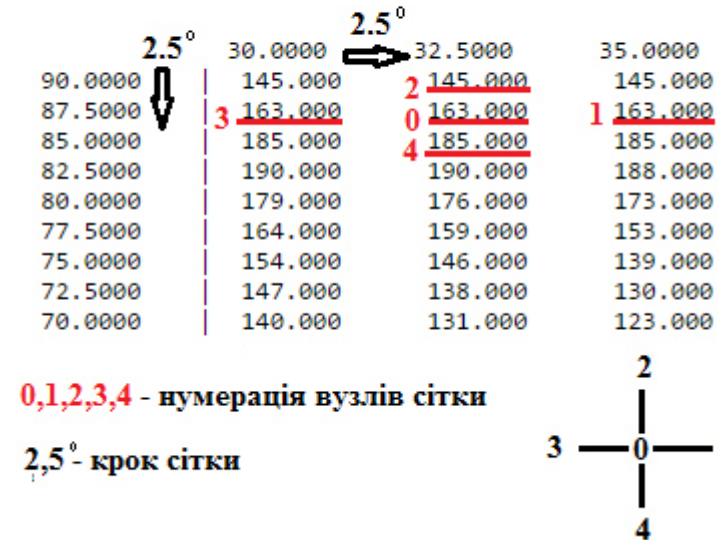 2.5⁰
2.5⁰ 30.0000 32.5000 35.0000
90.0000 | 145.000 2 145.000 145.000
87.5000 | 3 163.000 0 163.000 1 163.000
85.0000 | 185.000 4 185.000 185.000
82.5000 | 190.000 190.000 188.000
80.0000 | 179.000 176.000 173.000
77.5000 | 164.000 159.000 153.000
75.0000 | 154.000 146.000 139.000
72.5000 | 147.000 138.000 130.000
70.0000 | 140.000 131.000 123.000
0,1,2,3,4 - нумерація вузлів сітки
2,5⁰- крок сітки
2
3 0
4